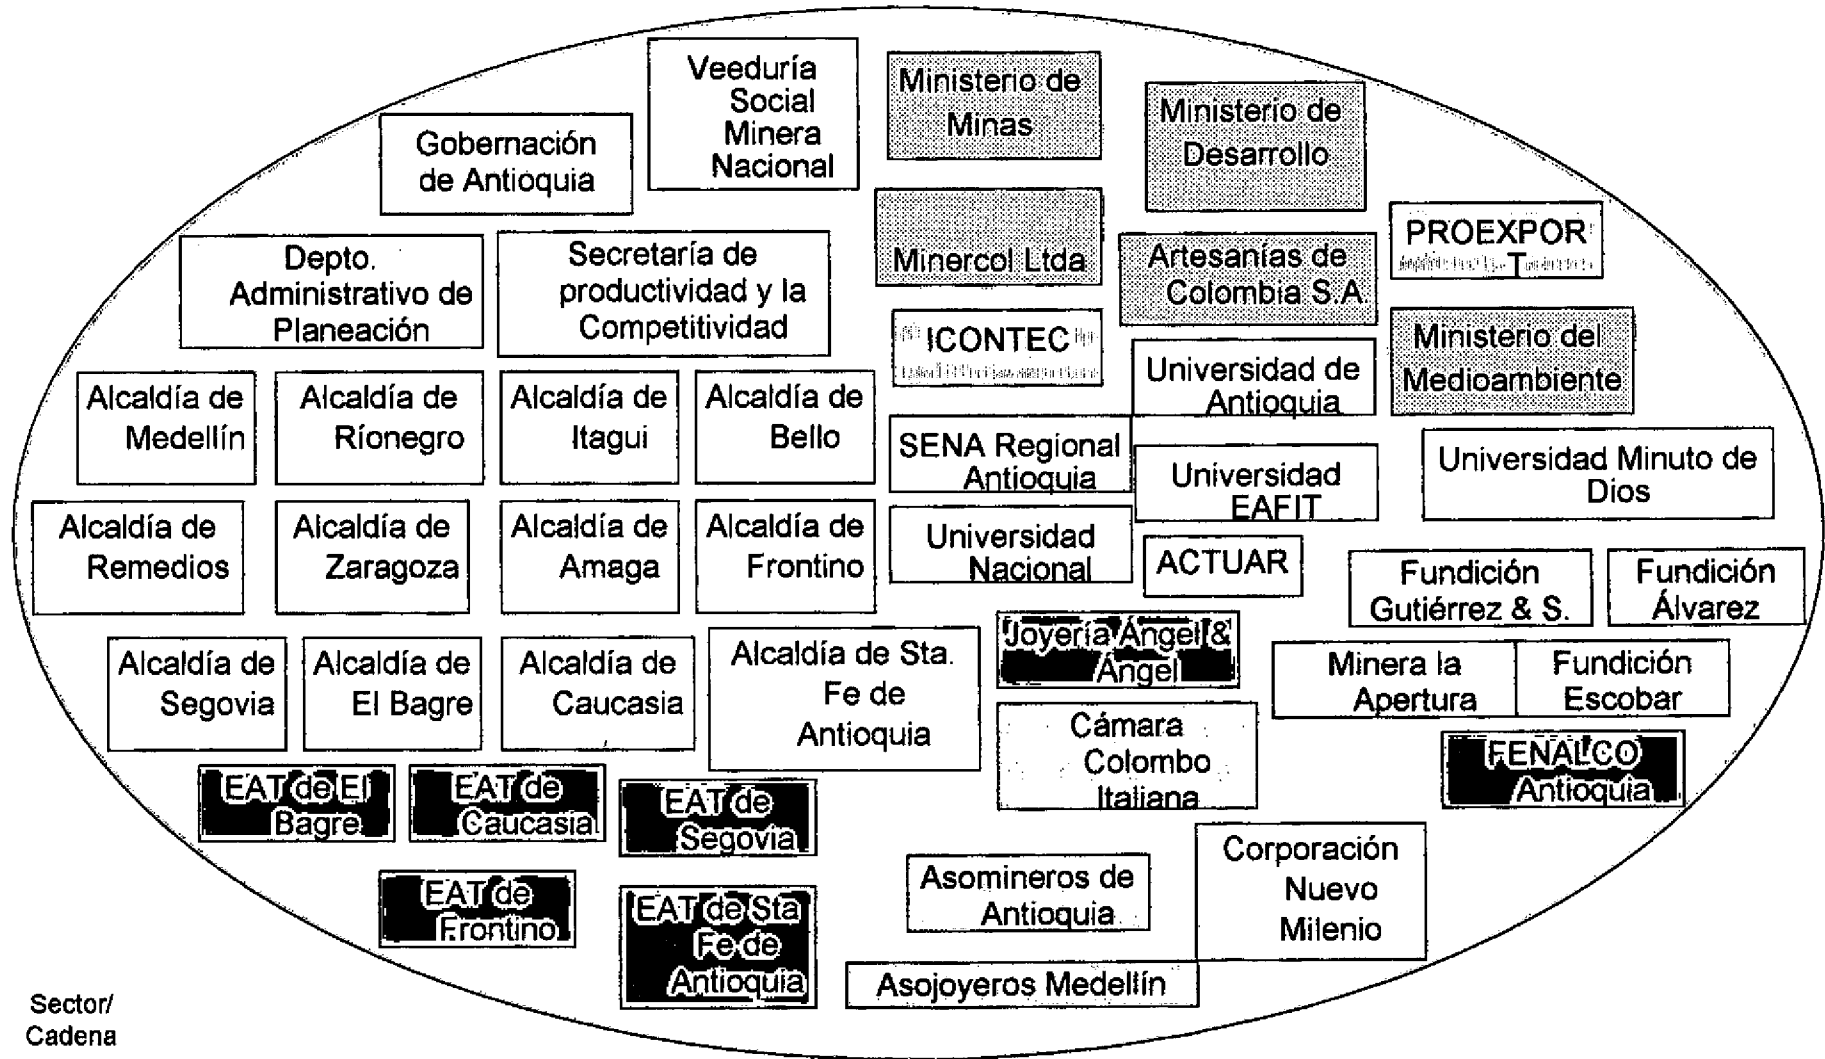 Veeduría
Social
Minera
Nacional
Ministerio de
Minas
Ministerio de
Desarrollo
Gobernación
de Antioquia
Minercol Ltda
PROEXPOR
T
Depto.
Administrativo de
Planeación
Secretaría de
productividad y la
Competitividad
Artesanías de
Colombia S.A
ICONTEC
Ministerio del
Medioambiente
Universidad de
Antioquia
Alcaldía de
Medellín
Alcaldía de
Ríonegro
Alcaldía de
Itagui
Alcaldía de
Bello
SENA Regional
Antioquia
Universidad
EAFIT
Universidad Minuto de
Dios
Alcaldía de
Remedios
Alcaldía de
Zaragoza
Alcaldía de
Amaga
Alcaldía de
Frontino
Universidad
Nacional
ACTUAR
Fundición
Gutiérrez & S.
Fundición
Álvarez
Alcaldía de
Segovia
Alcaldía de
El Bagre
Alcaldía de
Caucasia
Alcaldía de Sta.
Fe de
Antioquia
Joyería Ángel &
Ángel
Minera la
Apertura
Fundición
Escobar
Cámara
Colombo
Italiana
FENALCO
Antioquia
EAT de El
Bagre
EAT de
Caucasia
EAT de
Segovia
EAT de
Frontino
EAT de Sta
Fe de
Antioquia
Asomineros de
Antioquia
Corporación
Nuevo
Milenio
Asojoyeros Medellín
Sector/
Cadena